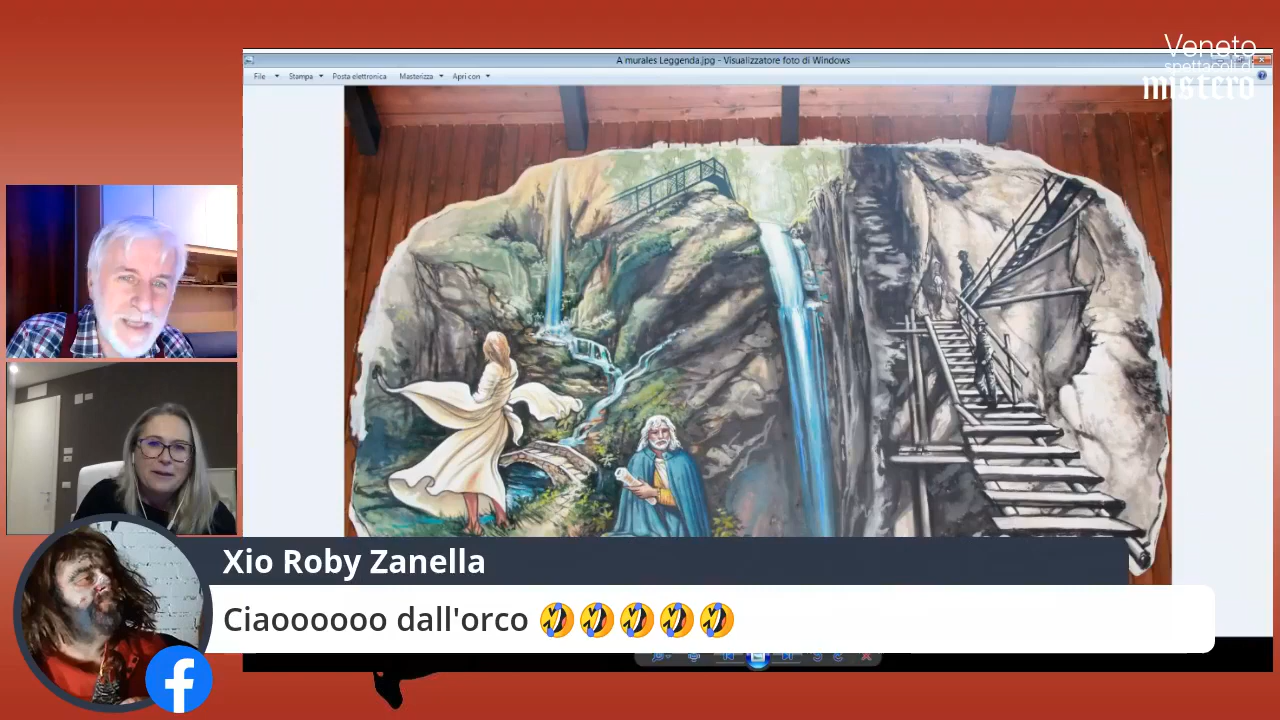 Veneto
spettacoli di
mistero
A murales Leggenda.jpg - Visualizzatore foto di Windows
File Stampa Posta elettronica Masterizza Apri con
Xio Roby Zanella
Ciaoooooo dall'orco 🤣🤣🤣🤣🤣